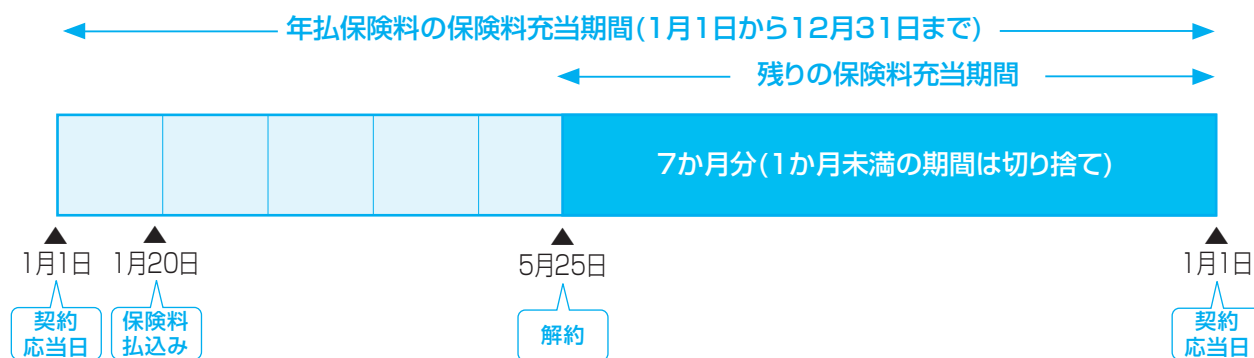 年払保険料の保険料充当期間(1月1日から12月31日まで)
残りの保険料充当期間
7か月分(1か月未満の期間は切り捨て)
1月1日
1月20日
5月25日
1月1日
契約
応当日
保険料
払込み
解約
契約
応当日